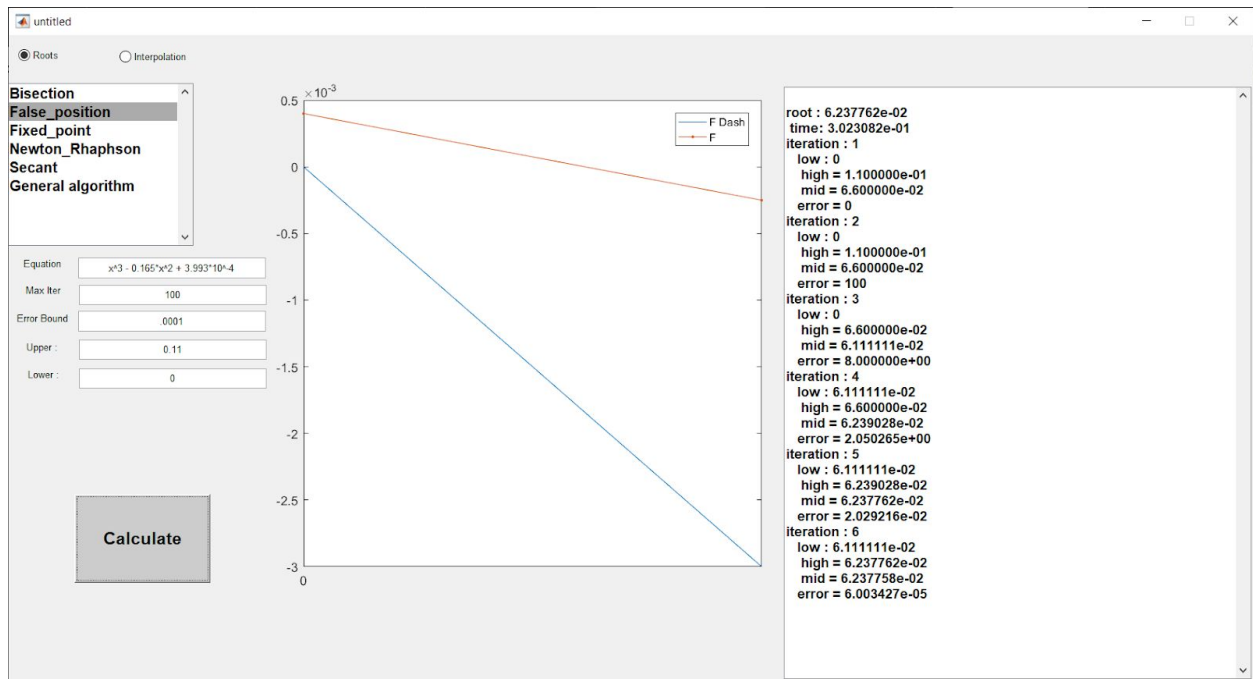 untitled
Roots
Interpolation
Bisection
False_position
Fixed_point
Newton_Rhaphson
Secant
General algorithm
Equation
x^3 - 0.165*x^2 + 3.993*10^-4
Max Iter
100
Error Bound
.0001
Upper :
0.11
Lower :
0
Calculate
×10^-3
0.5
0
-0.5
-1
-1.5
-2
-2.5
-3
0
F Dash
F
root : 6.237762e-02
time: 3.023082e-01
iteration : 1
low : 0
high = 1.100000e-01
mid = 6.600000e-02
error = 0
iteration : 2
low : 0
high = 1.100000e-01
mid = 6.600000e-02
error = 100
iteration : 3
low : 0
high = 6.600000e-02
mid = 6.111111e-02
error = 8.000000e+00
iteration : 4
low : 6.111111e-02
high = 6.600000e-02
mid = 6.239028e-02
error = 2.050265e+00
iteration : 5
low : 6.111111e-02
high = 6.239028e-02
mid = 6.237762e-02
error = 2.029216e-02
iteration : 6
low : 6.111111e-02
high = 6.237762e-02
mid = 6.237758e-02
error = 6.003427e-05